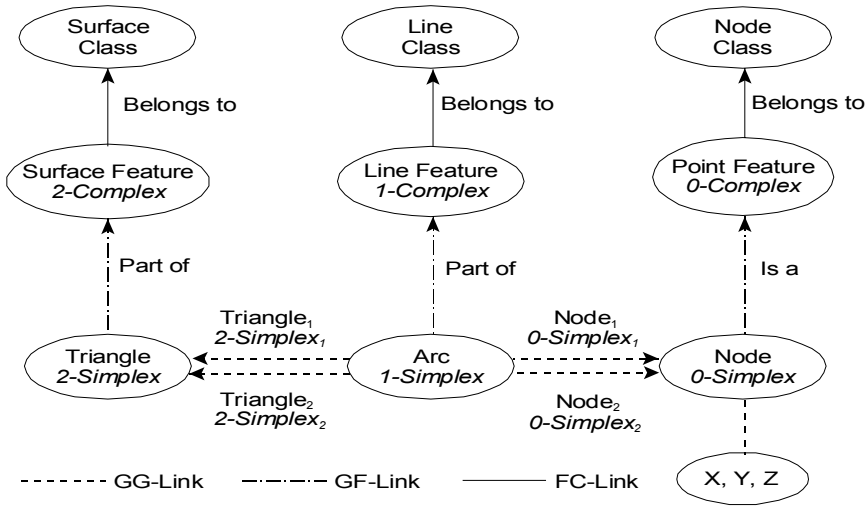 Surface
Class
Line
Class
Node
Class
Belongs to
Belongs to
Belongs to
Surface Feature
2-Complex
Line Feature
1-Complex
Point Feature
0-Complex
Part of
Part of
Is a
Triangle₁
2-Simplex₁
Node₁
0-Simplex₁
Triangle
2-Simplex
Arc
1-Simplex
Node
0-Simplex
Triangle₂
2-Simplex₂
Node₂
0-Simplex₂
GG-Link
GF-Link
FC-Link
X, Y, Z